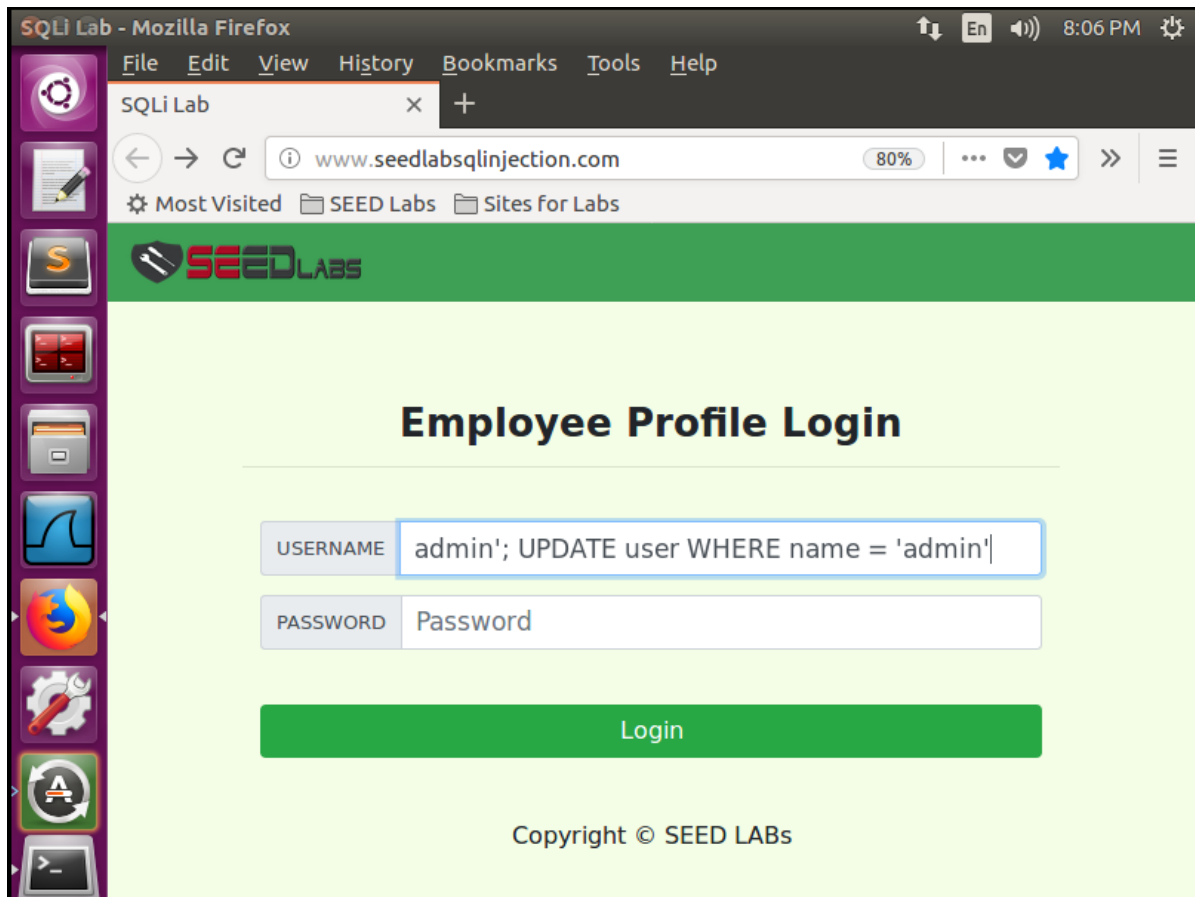 SQLi Lab - Mozilla Firefox En 8:06 PM
File Edit View History Bookmarks Tools Help
SQLi Lab
www.seedlabsqlinjection.com 80%
Most Visited SEED Labs Sites for Labs
SEEDLABS
Employee Profile Login
USERNAME admin'; UPDATE user WHERE name = 'admin'
PASSWORD Password
Login
Copyright © SEED LABs